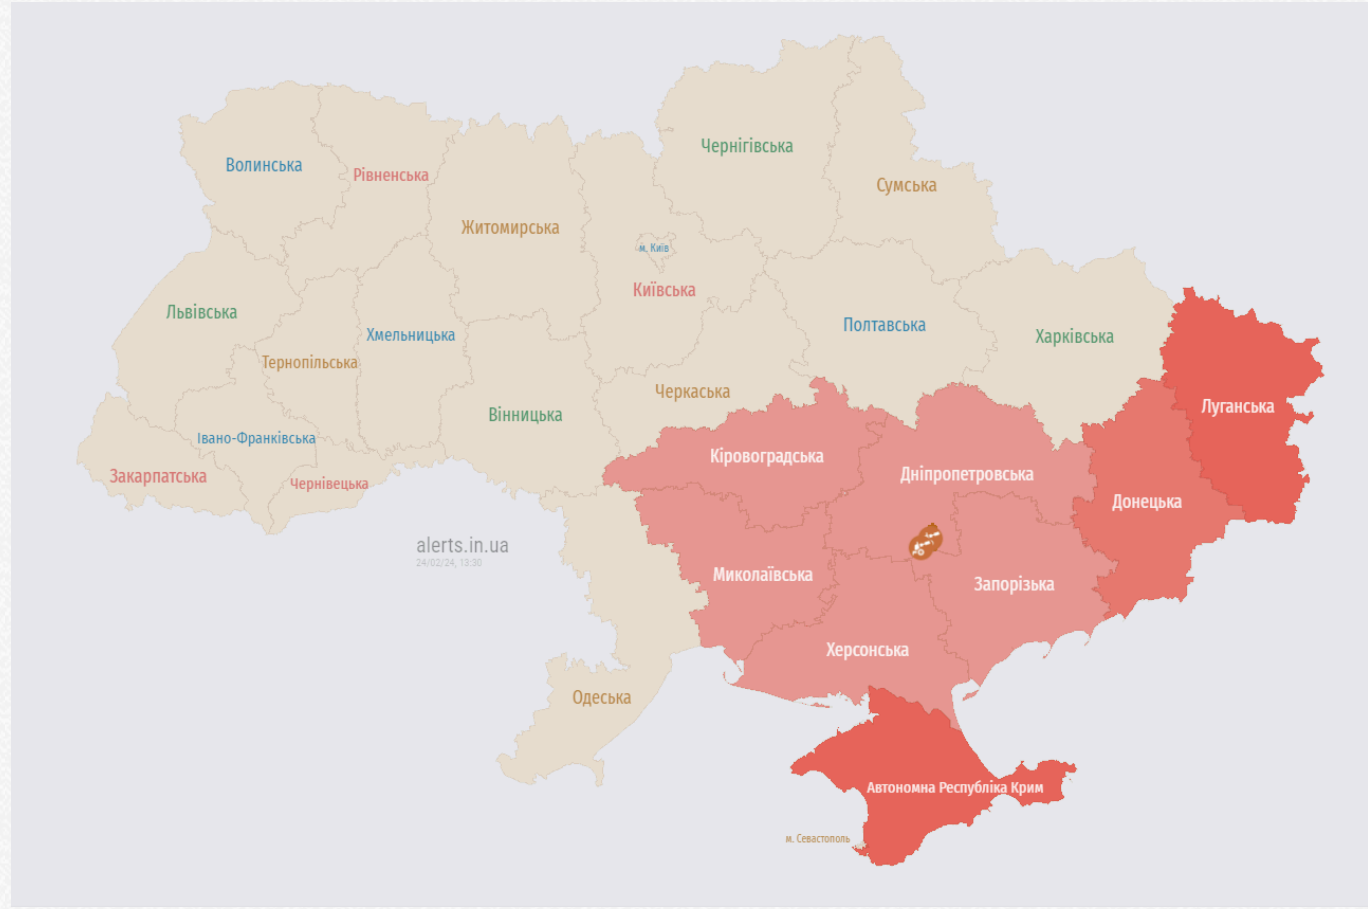 Чернігівська
Волинська
Рівненська
Сумська
Житомирська
м. Київ
Київська
Львівська
Полтавська
Хмельницька
Харківська
Тернопільська
Черкаська
Луганська
Вінницька
Івано-Франківська
Кіровоградська
Закарпатська
Дніпропетровська
Чернівецька
Донецька
alerts.in.ua
24/02/24, 13:30
Миколаївська
Запорізька
Херсонська
Одеська
Автономна Республіка Крим
м. Севастополь